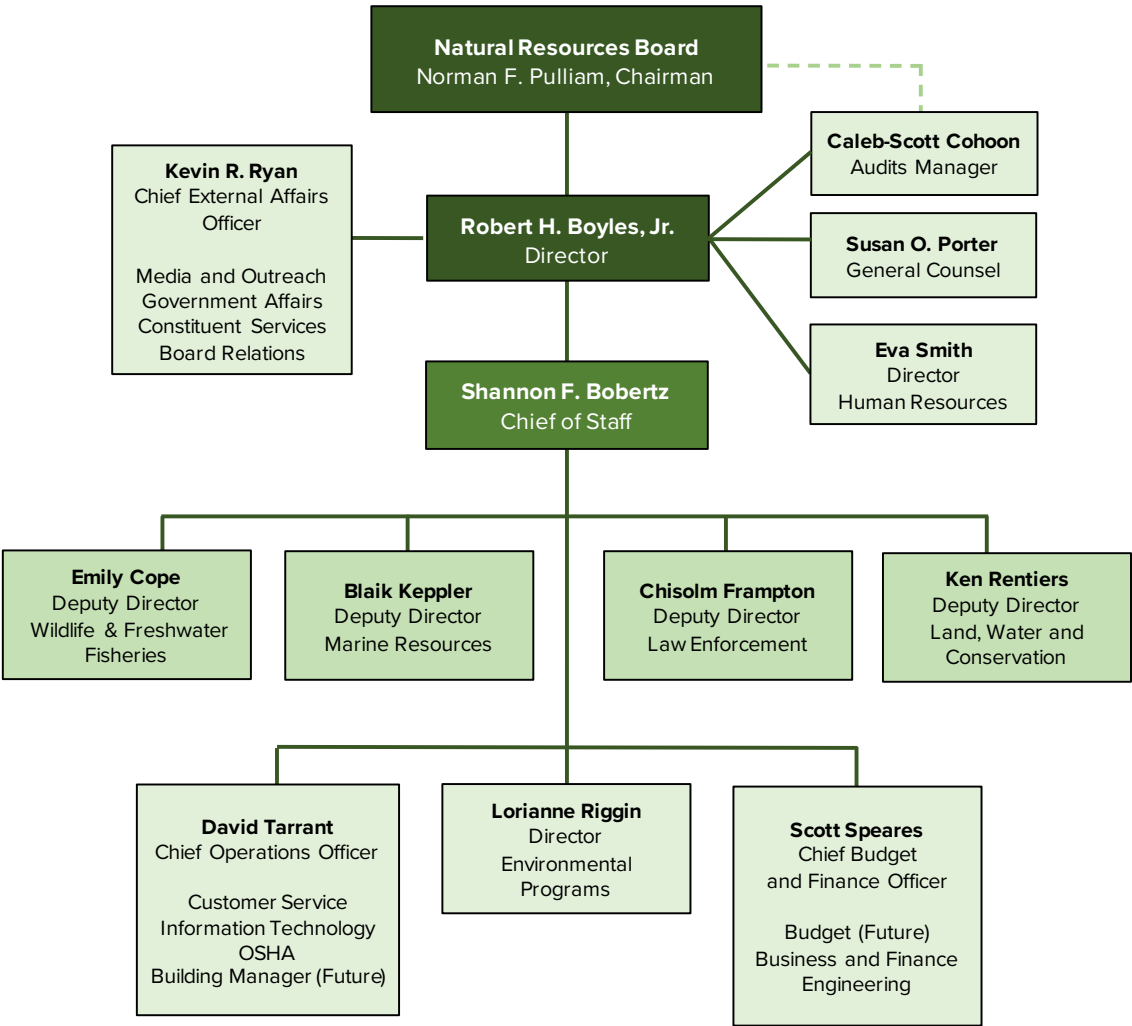 Natural Resources Board
Norman F. Pulliam, Chairman
Kevin R. Ryan
Chief External Affairs
Officer
Media and Outreach
Government Affairs
Constituent Services
Board Relations
Robert H. Boyles, Jr.
Director
Caleb-Scott Cohoon
Audits Manager
Susan O. Porter
General Counsel
Eva Smith
Director
Human Resources
Shannon F. Bobertz
Chief of Staff
Emily Cope
Deputy Director
Wildlife & Freshwater
Fisheries
Blaik Keppler
Deputy Director
Marine Resources
Chisolm Frampton
Deputy Director
Law Enforcement
Ken Rentiers
Deputy Director
Land, Water and
Conservation
David Tarrant
Chief Operations Officer
Customer Service
Information Technology
OSHA
Building Manager (Future)
Lorianne Riggin
Director
Environmental
Programs
Scott Speares
Chief Budget
and Finance Officer
Budget (Future)
Business and Finance
Engineering